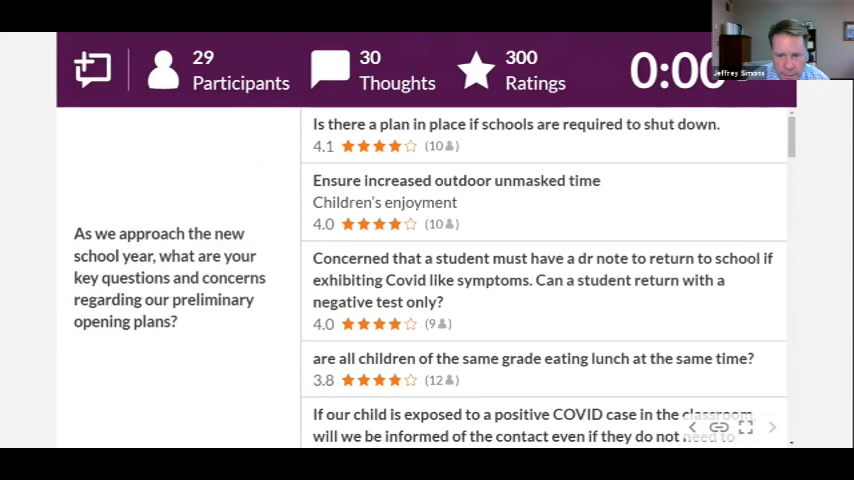 29
Participants
30
Thoughts
300
Ratings
0:00
Jeffrey Simons
As we approach the new
school year, what are your
key questions and concerns
regarding our preliminary
opening plans?
Is there a plan in place if schools are required to shut down.
4.1 (10)
Ensure increased outdoor unmasked time
Children's enjoyment
4.0 (10)
Concerned that a student must have a dr note to return to school if
exhibiting Covid like symptoms. Can a student return with a
negative test only?
4.0 (9)
are all children of the same grade eating lunch at the same time?
3.8 (12)
If our child is exposed to a positive COVID case in the classroom,
will we be informed of the contact even if they do not need to